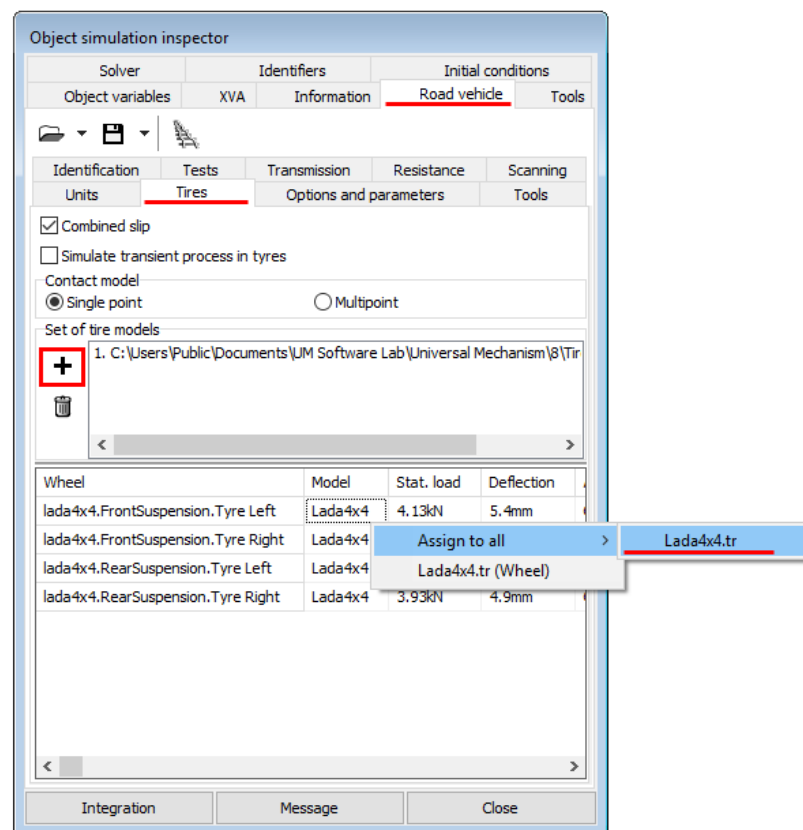 Object simulation inspector
Solver Identifiers Initial conditions
Object variables XVA Information Road vehicle Tools
Identification Tests Transmission Resistance Scanning
Units Tires Options and parameters Tools
Combined slip
Simulate transient process in tyres
Contact model
Single point Multipoint
Set of tire models
1. C:\Users\Public\Documents\UM Software Lab\Universal Mechanism\8\Tir
Wheel Model Stat. load Deflection
lada4x4.FrontSuspension.Tyre Left Lada4x4 4.13kN 5.4mm
lada4x4.FrontSuspension.Tyre Right Lada4x4 Assign to all Lada4x4.tr
lada4x4.RearSuspension.Tyre Left Lada4x4 Lada4x4.tr (Wheel)
lada4x4.RearSuspension.Tyre Right Lada4x4 3.93kN 4.9mm
Integration Message Close